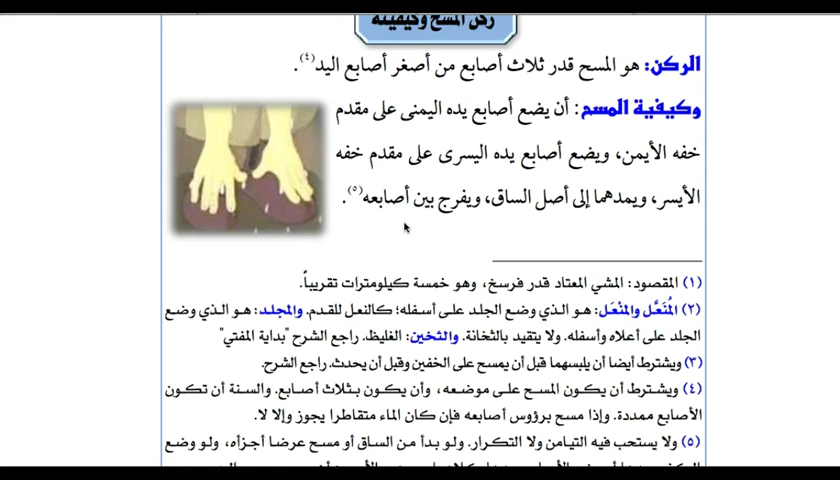 ركن المسح وكيفيته
الركن: هو المسح قدر ثلاث أصابع من أصغر أصابع اليد(٤).
وكيفية المسح: أن يضع أصابع يده اليمنى على مقدم
خفه الأيمن، ويضع أصابع يده اليسرى على مقدم خفه
الأيسر، ويمدهما إلى أصل الساق، ويفرج بين أصابعه(٥).
(١) المقصود: المشي المعتاد قدر فرسخ، وهو خمسة كيلومترات تقريباً.
(٢) المُنَعَّل والمنْعَل: هو الذي وضع الجلد على أسفله؛ كالنعل للقدم. والمجلد: هو الذي وضع
الجلد على أعلاه وأسفله. ولا يتقيد بالثخانة. والثخين: الغليظ. راجع الشرح "بداية المفتي"
(٣) ويشترط أيضا أن يلبسهما قبل أن يمسح على الخفين وقبل أن يحدث. راجع الشرح.
(٤) ويشترط أن يكون المسح على موضعه، وأن يكون بثلاث أصابع. والسنة أن تكون
الأصابع ممددة. وإذا مسح برؤوس أصابعه فإن كان الماء متقاطرا يجوز وإلا لا.
(٥) ولا يستحب فيه التيامن ولا التكرار. ولو بدأ من الساق أو مسح عرضا أجزأه، ولو وضع